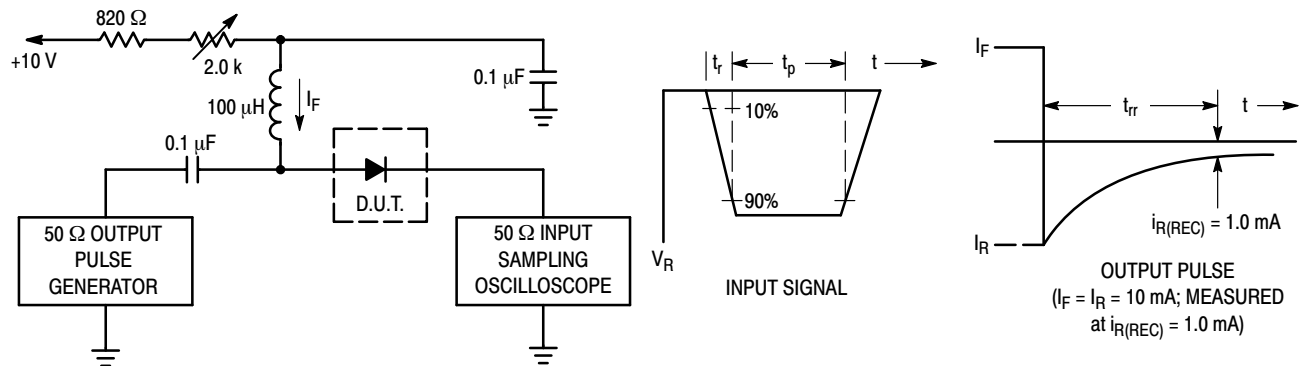 820 Ω
+10 V
2.0 k
100 μH
I_F
0.1 μF
0.1 μF
D.U.T.
50 Ω OUTPUT
PULSE
GENERATOR
50 Ω INPUT
SAMPLING
OSCILLOSCOPE
t_r
t_p
t
10%
90%
V_R
INPUT SIGNAL
I_F
t_rr
t
I_R
i_R(REC) = 1.0 mA
OUTPUT PULSE
(I_F = I_R = 10 mA; MEASURED
at i_R(REC) = 1.0 mA)